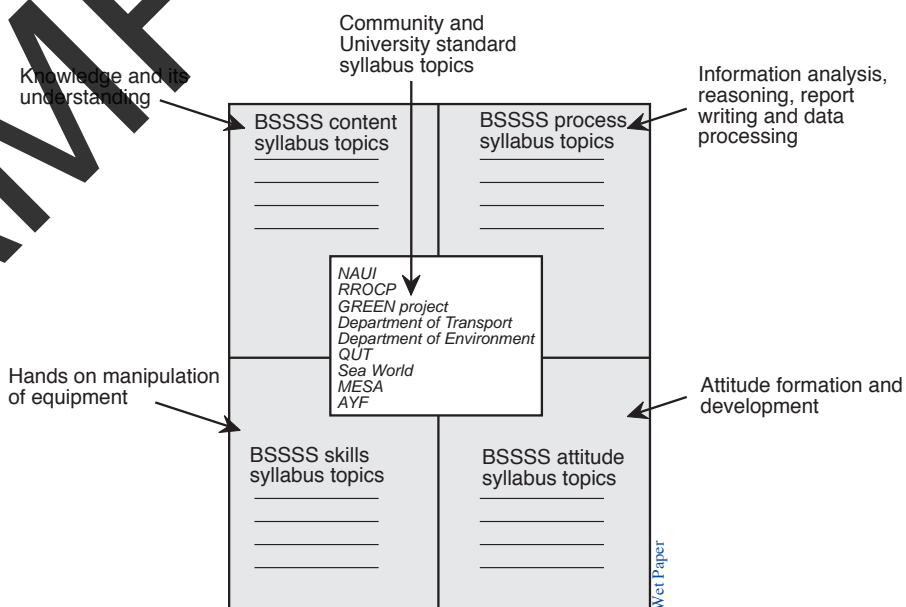 Community and
University standard
syllabus topics
Knowledge and its
understanding
Information analysis,
reasoning, report
writing and data
processing
BSSSS content
syllabus topics
BSSSS process
syllabus topics
NAUI
RROCP
GREEN project
Department of Transport
Department of Environment
QUT
Sea World
MESA
AYF
Hands on manipulation
of equipment
Attitude formation and
development
BSSSS skills
syllabus topics
BSSSS attitude
syllabus topics
Wet Paper